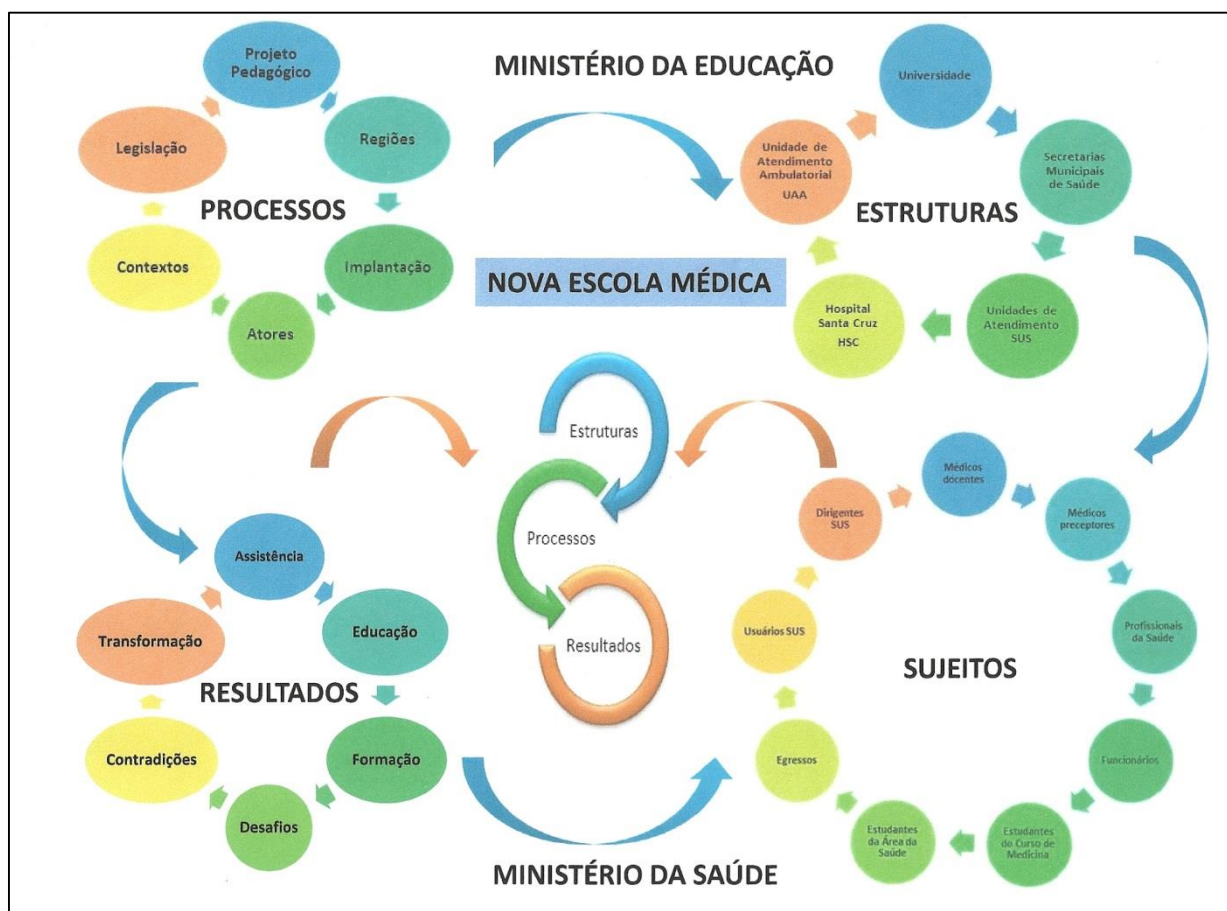 MINISTÉRIO DA EDUCAÇÃO
Projeto
Pedagógico
Regiões
Implantação
Atores
Contextos
Legislação
PROCESSOS
Universidade
Secretarias
Municipais
de Saúde
Unidades de
Atendimento
SUS
Hospital
Santa Cruz
HSC
Unidade de
Atendimento
Ambulatorial
UAA
ESTRUTURAS
NOVA ESCOLA MÉDICA
Estruturas
Processos
Resultados
Assistência
Educação
Formação
Desafios
Contradições
Transformação
RESULTADOS
Médicos
docentes
Médicos
preceptores
Profissionais
da Saúde
Funcionários
Estudantes
do Curso de
Medicina
Estudantes
da Área da
Saúde
Egressos
Usuários SUS
Dirigentes
SUS
SUJEITOS
MINISTÉRIO DA SAÚDE